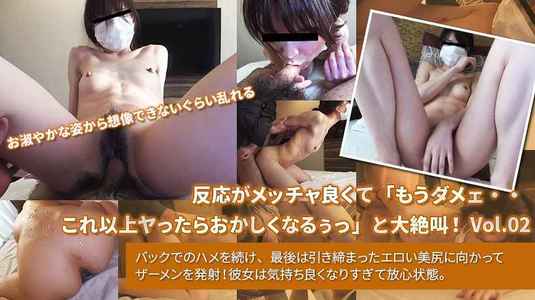 お淑やかな姿から想像できないぐらい乱れる
反応がメッチャ良くて「もうダメェ・・
これ以上ヤったらおかしくなるぅっ」と大絶叫！Vol.02
バックでのハメを続け、最後は引き締まったエロい美尻に向かって
ザーメンを発射！彼女は気持ち良くなりすぎて放心状態。